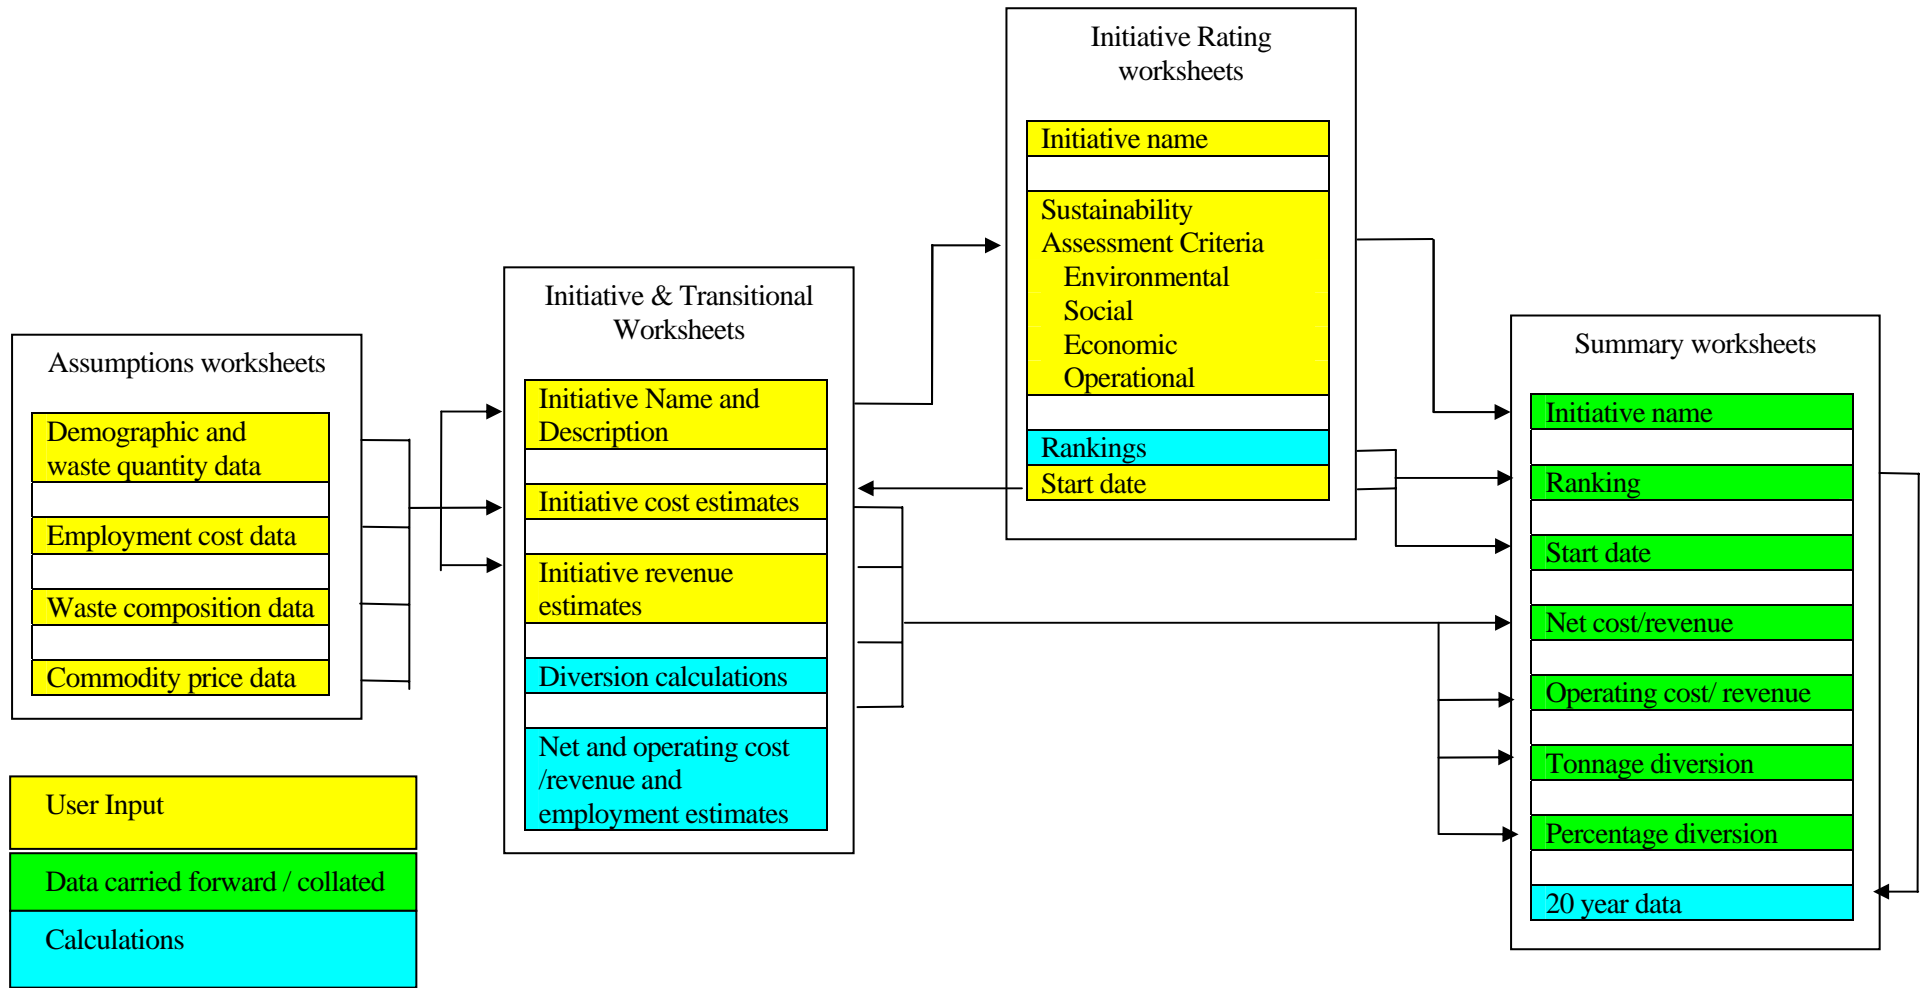 Assumptions worksheets
Demographic and
waste quantity data
Employment cost data
Waste composition data
Commodity price data
Initiative & Transitional
Worksheets
Initiative Name and
Description
Initiative cost estimates
Initiative revenue
estimates
Diversion calculations
Net and operating cost
/revenue and
employment estimates
Initiative Rating
worksheets
Initiative name
Sustainability
Assessment Criteria
Environmental
Social
Economic
Operational
Rankings
Start date
Summary worksheets
Initiative name
Ranking
Start date
Net cost/revenue
Operating cost/ revenue
Tonnage diversion
Percentage diversion
20 year data
User Input
Data carried forward / collated
Calculations